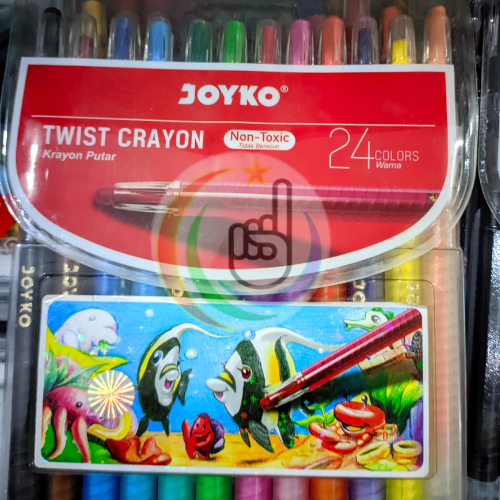 JOYKO®
TWIST CRAYON
Krayon Putar
Non-Toxic
Tidak Beracun
24 COLORS
Warna
JOYKO